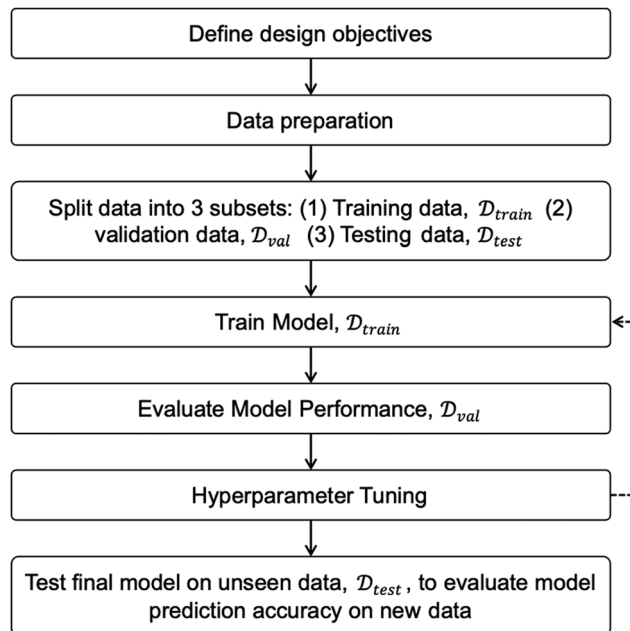 Define design objectives
Data preparation
Split data into 3 subsets: (1) Training data, 𝒟train (2)
validation data, 𝒟val (3) Testing data, 𝒟test
Train Model, 𝒟train
Evaluate Model Performance, 𝒟val
Hyperparameter Tuning
Test final model on unseen data, 𝒟test, to evaluate model
prediction accuracy on new data